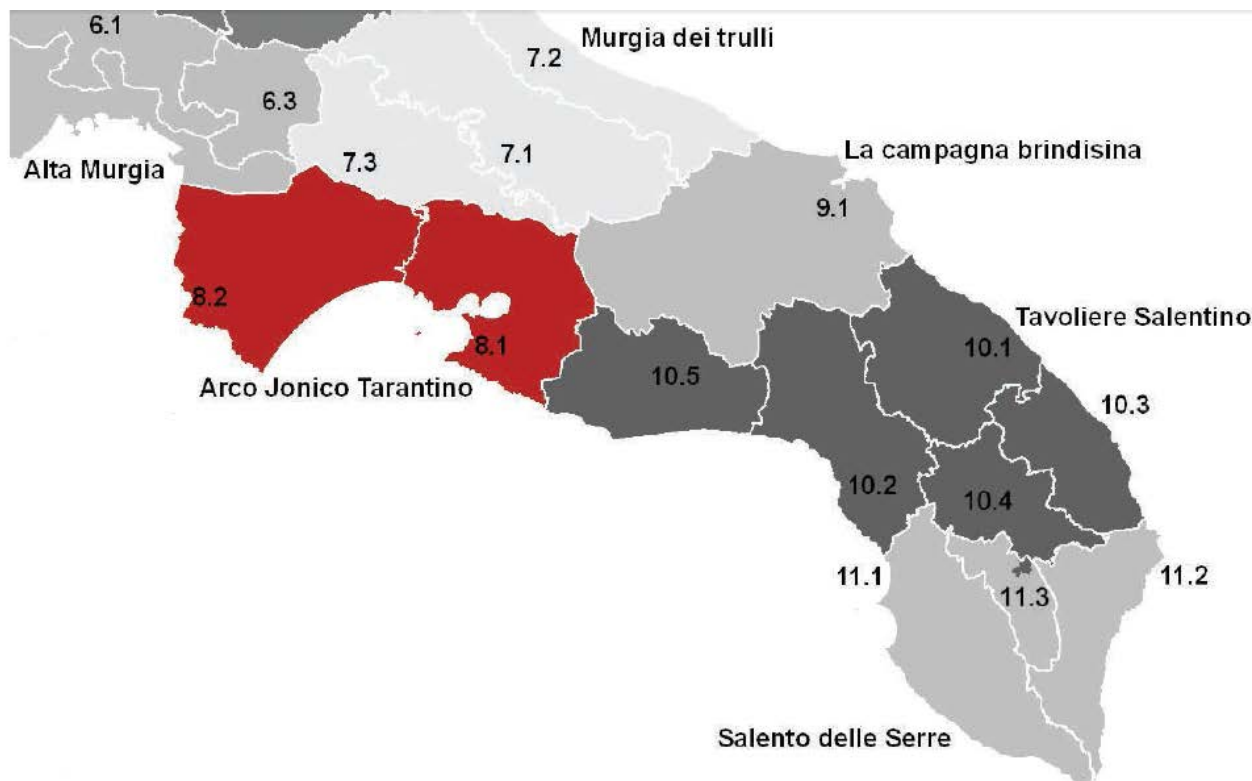 6.1
Murgia dei trulli
7.2
6.3
La campagna brindisina
Alta Murgia
7.3
7.1
9.1
8.2
Tavoliere Salentino
8.1
10.1
Arco Jonico Tarantino
10.5
10.3
10.2
10.4
11.1
11.2
11.3
Salento delle Serre